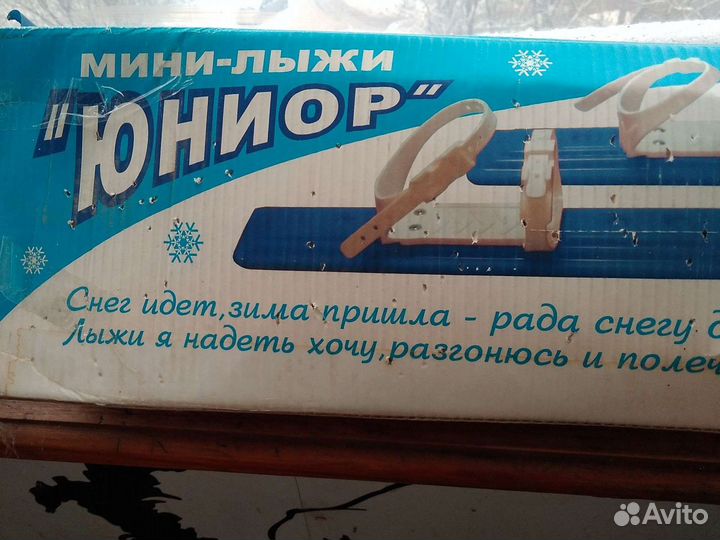 МИНИ-ЛЫЖИ
"ЮНИОР"
Снег идет, зима пришла - рада снегу
Лыжи я надеть хочу, разгонюсь и
Avito